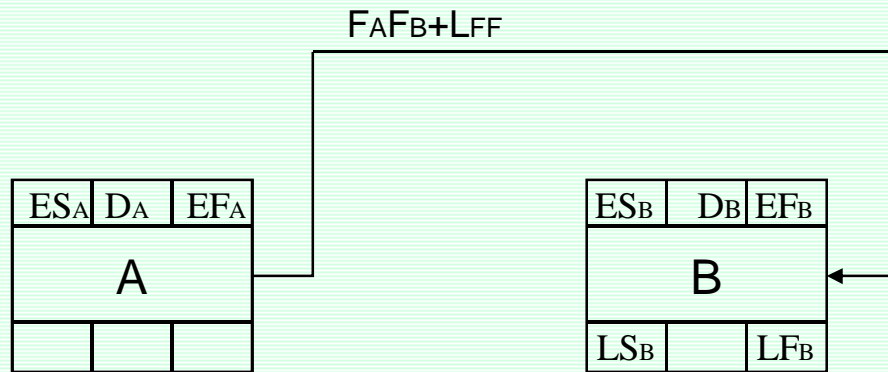 FAFB+LFF
ESA DA EFA
ESB DB EFB
A
B
LSB LFB